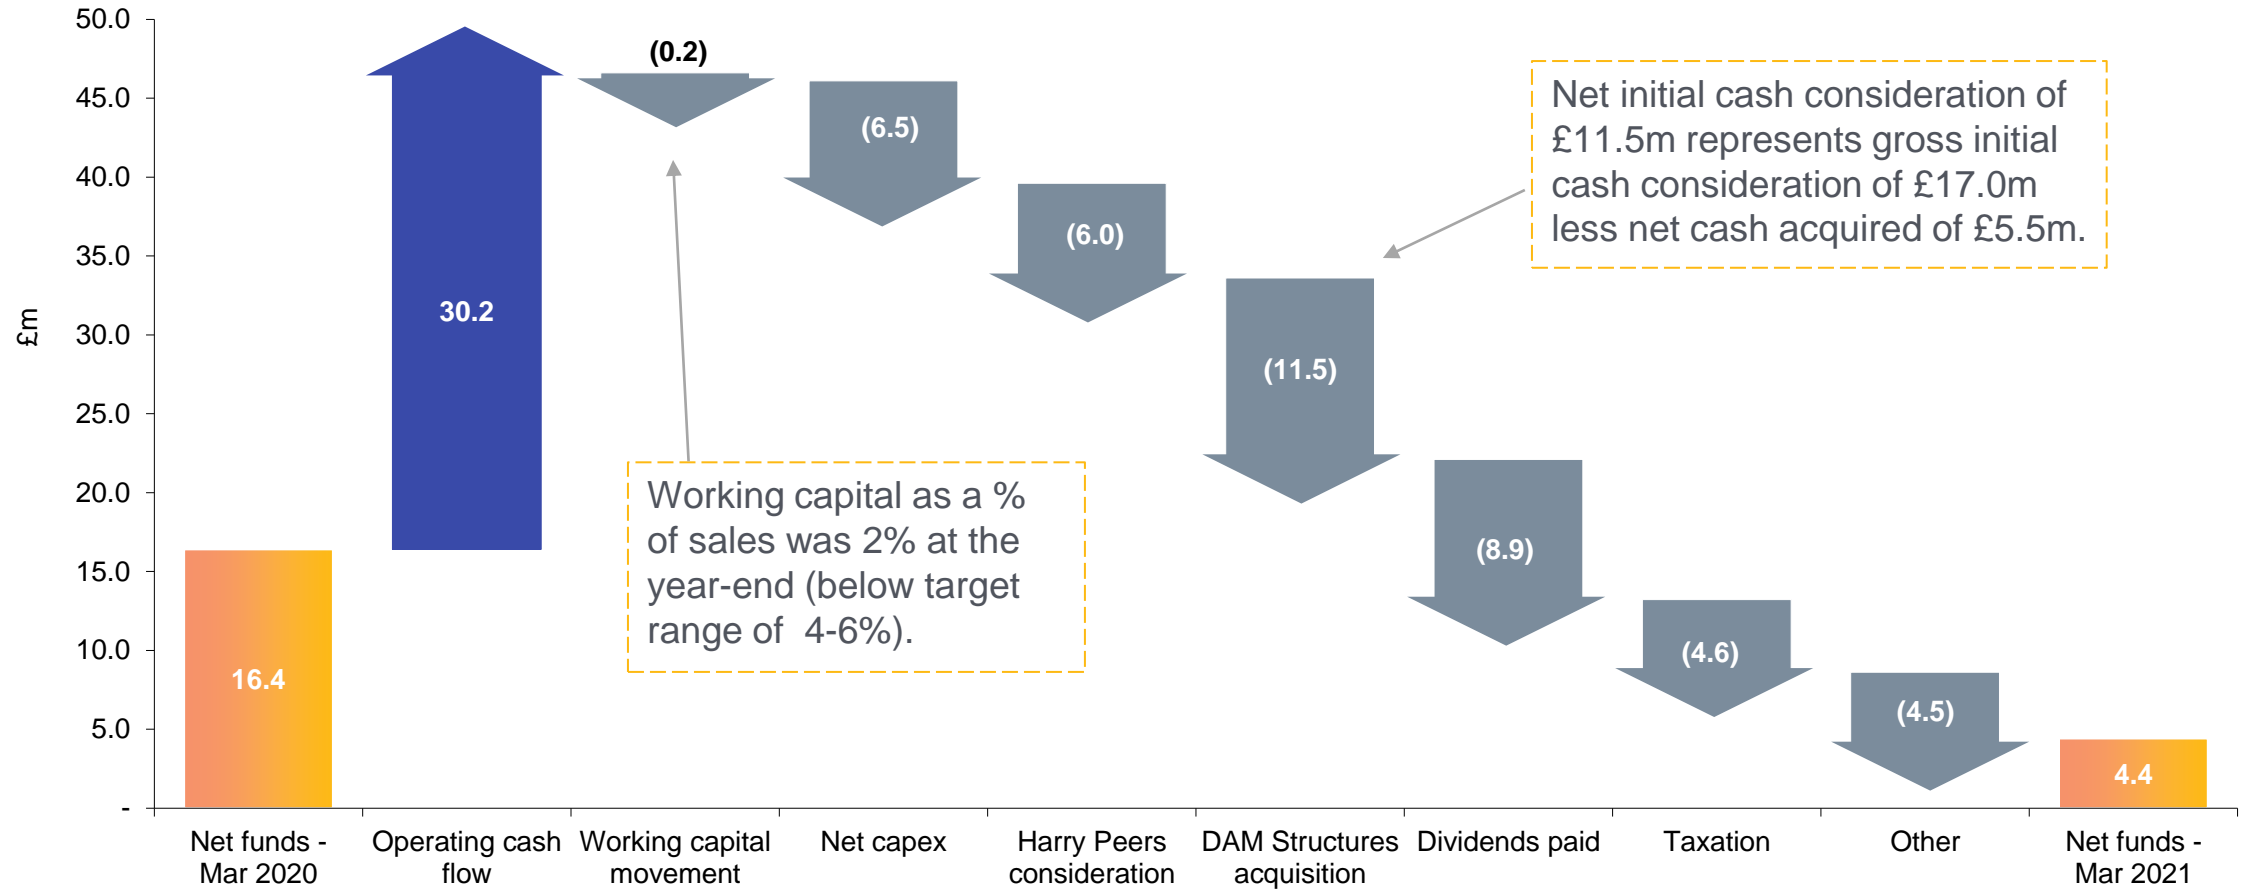 50.0
45.0
40.0
35.0
30.0
25.0
20.0
15.0
10.0
5.0
-
£m
16.4
30.2
(0.2)
(6.5)
(6.0)
(11.5)
(8.9)
(4.6)
(4.5)
4.4
Net initial cash consideration of
£11.5m represents gross initial
cash consideration of £17.0m
less net cash acquired of £5.5m.
Working capital as a %
of sales was 2% at the
year-end (below target
range of 4-6%).
Net funds -
Mar 2020
Operating cash
flow
Working capital
movement
Net capex
Harry Peers
consideration
DAM Structures
acquisition
Dividends paid
Taxation
Other
Net funds -
Mar 2021